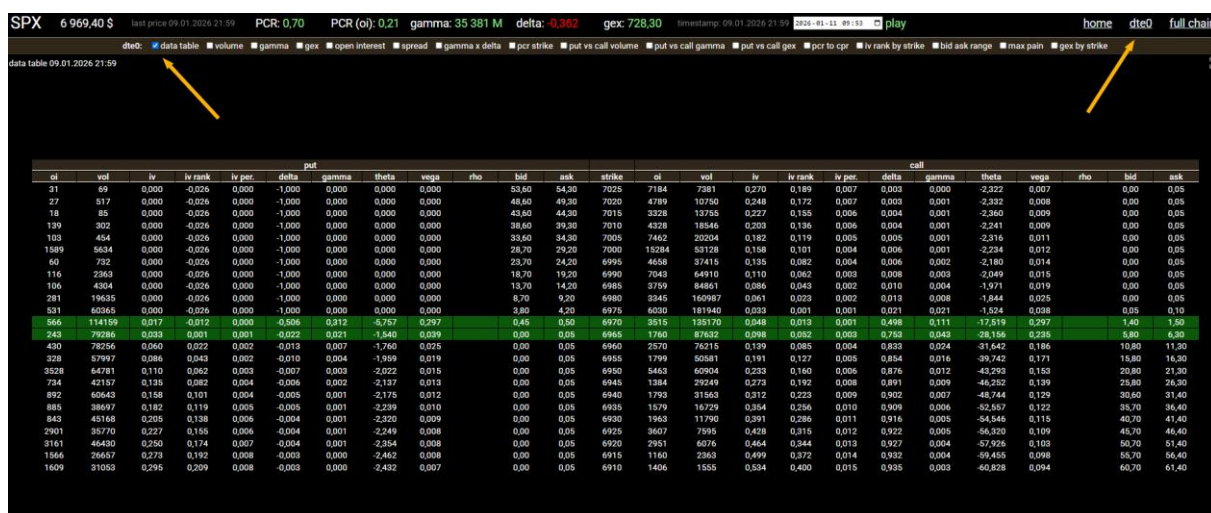 SPX 6 969,40 $ last price 09.01.2026 21:59 PCR: 0,70 PCR (oi): 0,21 gamma: 35 381 M delta: -0,362 gex: 728,30 timestamp: 09.01.2026 21:59 2026-01-11 09:53 play home dte0 full chain
dte0: data table volume gamma gex open interest spread gamma x delta pcr strike put vs call volume put vs call gamma put vs call gex pcr to cpr iv rank by strike bid ask range max pain gex by strike
data table 09.01.2026 21:59
put call
oi vol iv iv rank iv per. delta gamma theta vega rho bid ask strike oi vol iv iv rank iv per. delta gamma theta vega rho bid ask
31 69 0,000 -0,026 0,000 -1,000 0,000 0,000 0,000 53,60 54,30 7025 7184 7381 0,270 0,189 0,007 0,003 0,000 -2,322 0,007 0,00 0,05
27 517 0,000 -0,026 0,000 -1,000 0,000 0,000 0,000 48,60 49,30 7020 4789 10750 0,248 0,172 0,007 0,003 0,001 -2,332 0,008 0,00 0,05
18 85 0,000 -0,026 0,000 -1,000 0,000 0,000 0,000 43,60 44,30 7015 3328 13755 0,227 0,155 0,006 0,004 0,001 -2,360 0,009 0,00 0,05
139 302 0,000 -0,026 0,000 -1,000 0,000 0,000 0,000 38,60 39,30 7010 4328 18546 0,203 0,136 0,006 0,004 0,001 -2,241 0,009 0,00 0,05
103 454 0,000 -0,026 0,000 -1,000 0,000 0,000 0,000 33,60 34,30 7005 7462 20204 0,182 0,119 0,005 0,005 0,001 -2,316 0,011 0,00 0,05
1589 5634 0,000 -0,026 0,000 -1,000 0,000 0,000 0,000 28,70 29,20 7000 15284 53128 0,158 0,101 0,004 0,006 0,001 -2,234 0,012 0,00 0,05
60 732 0,000 -0,026 0,000 -1,000 0,000 0,000 0,000 23,70 24,20 6995 4658 37415 0,135 0,082 0,004 0,006 0,002 -2,180 0,014 0,00 0,05
116 2363 0,000 -0,026 0,000 -1,000 0,000 0,000 0,000 18,70 19,20 6990 7043 64910 0,110 0,062 0,003 0,008 0,003 -2,049 0,015 0,00 0,05
106 4304 0,000 -0,026 0,000 -1,000 0,000 0,000 0,000 13,70 14,20 6985 3759 84861 0,086 0,043 0,002 0,010 0,004 -1,971 0,019 0,00 0,05
281 19635 0,000 -0,026 0,000 -1,000 0,000 0,000 0,000 8,70 9,20 6980 3345 160987 0,061 0,023 0,002 0,013 0,008 -1,844 0,025 0,00 0,05
531 60365 0,000 -0,026 0,000 -1,000 0,000 0,000 0,000 3,80 4,20 6975 6030 181940 0,033 0,001 0,001 0,021 0,021 -1,524 0,038 0,05 0,10
566 114159 0,017 -0,012 0,000 -0,506 0,312 -5,757 0,297 0,45 0,50 6970 3515 135170 0,048 0,013 0,001 0,498 0,111 -17,519 0,297 1,40 1,50
243 79286 0,033 0,001 0,001 -0,022 0,021 -1,540 0,039 0,00 0,05 6965 1760 87632 0,098 0,052 0,003 0,753 0,043 -28,156 0,235 5,80 6,30
430 78256 0,060 0,022 0,002 -0,013 0,007 -1,760 0,025 0,00 0,05 6960 2570 76215 0,139 0,085 0,004 0,833 0,024 -31,642 0,186 10,80 11,30
328 57997 0,086 0,043 0,002 -0,010 0,004 -1,959 0,019 0,00 0,05 6955 1799 50581 0,191 0,127 0,005 0,854 0,016 -39,742 0,171 15,80 16,30
3528 64781 0,110 0,062 0,003 -0,007 0,003 -2,022 0,015 0,00 0,05 6950 5463 60904 0,233 0,160 0,006 0,876 0,012 -43,293 0,153 20,80 21,30
734 42157 0,135 0,082 0,004 -0,006 0,002 -2,137 0,013 0,00 0,05 6945 1384 29249 0,273 0,192 0,008 0,891 0,009 -46,252 0,139 25,80 26,30
892 60643 0,158 0,101 0,004 -0,005 0,001 -2,175 0,012 0,00 0,05 6940 1793 31563 0,312 0,223 0,009 0,902 0,007 -48,744 0,129 30,60 31,40
885 38697 0,182 0,119 0,005 -0,005 0,001 -2,239 0,010 0,00 0,05 6935 1579 16729 0,354 0,256 0,010 0,909 0,006 -52,557 0,122 35,70 36,40
843 45168 0,205 0,138 0,006 -0,004 0,001 -2,320 0,009 0,00 0,05 6930 1963 11790 0,391 0,286 0,011 0,916 0,005 -54,546 0,115 40,70 41,40
2901 35770 0,227 0,155 0,006 -0,004 0,001 -2,249 0,008 0,00 0,05 6925 3607 7595 0,428 0,315 0,012 0,922 0,005 -56,320 0,109 45,70 46,40
3161 46430 0,250 0,174 0,007 -0,004 0,001 -2,354 0,008 0,00 0,05 6920 2951 6076 0,464 0,344 0,013 0,927 0,004 -57,926 0,103 50,70 51,40
1566 26657 0,273 0,192 0,008 -0,003 0,000 -2,462 0,008 0,00 0,05 6915 1160 2363 0,499 0,372 0,014 0,932 0,004 -59,455 0,098 55,70 56,40
1609 31053 0,295 0,209 0,008 -0,003 0,000 -2,432 0,007 0,00 0,05 6910 1406 1555 0,534 0,400 0,015 0,935 0,003 -60,828 0,094 60,70 61,40